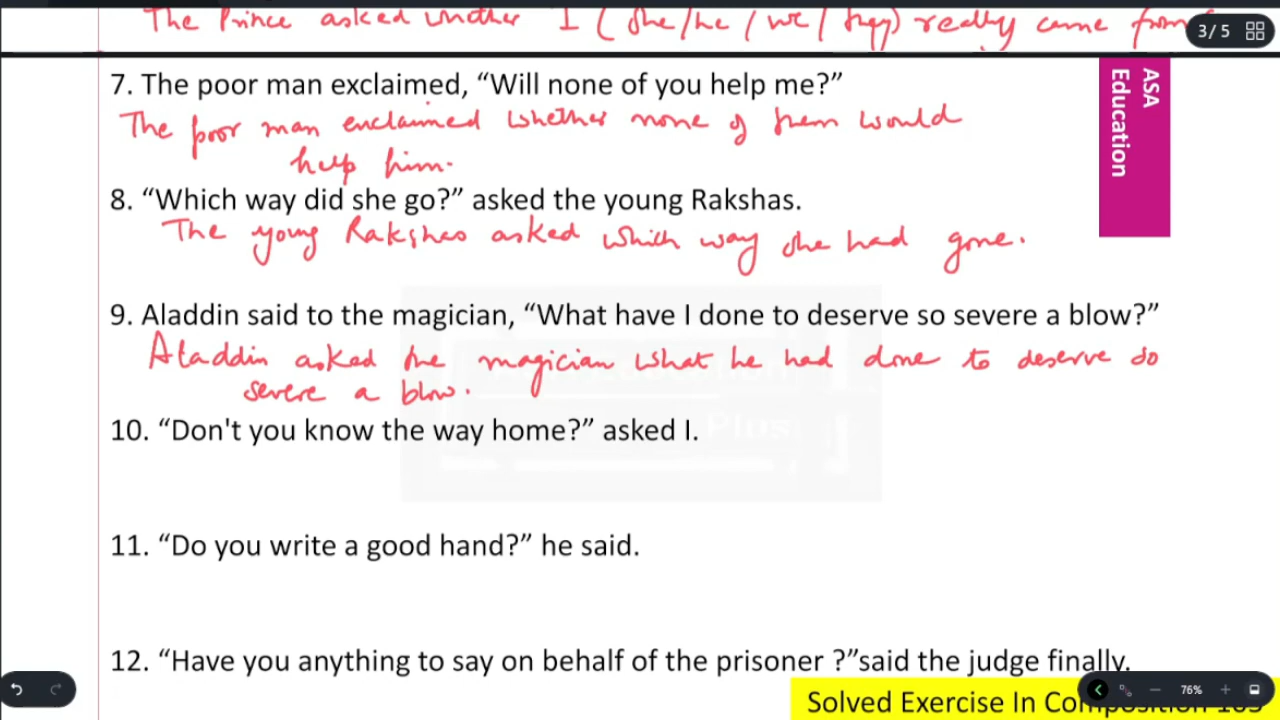 The Prince asked whether I (she/he/we/they) really came from
3/5
7. The poor man exclaimed, “Will none of you help me?”
The poor man enclaimed whether none of them would
help him.
8. “Which way did she go?” asked the young Rakshas.
The young Rakshas asked which way she had gone.
9. Aladdin said to the magician, “What have I done to deserve so severe a blow?”
Aladdin asked the magician what he had done to deserve so
severe a blow.
10. “Don't you know the way home?” asked I.
Plus
11. “Do you write a good hand?” he said.
12. “Have you anything to say on behalf of the prisoner ?”said the judge finally.
ASA
Education
76%
Solved Exercise In Composition 103